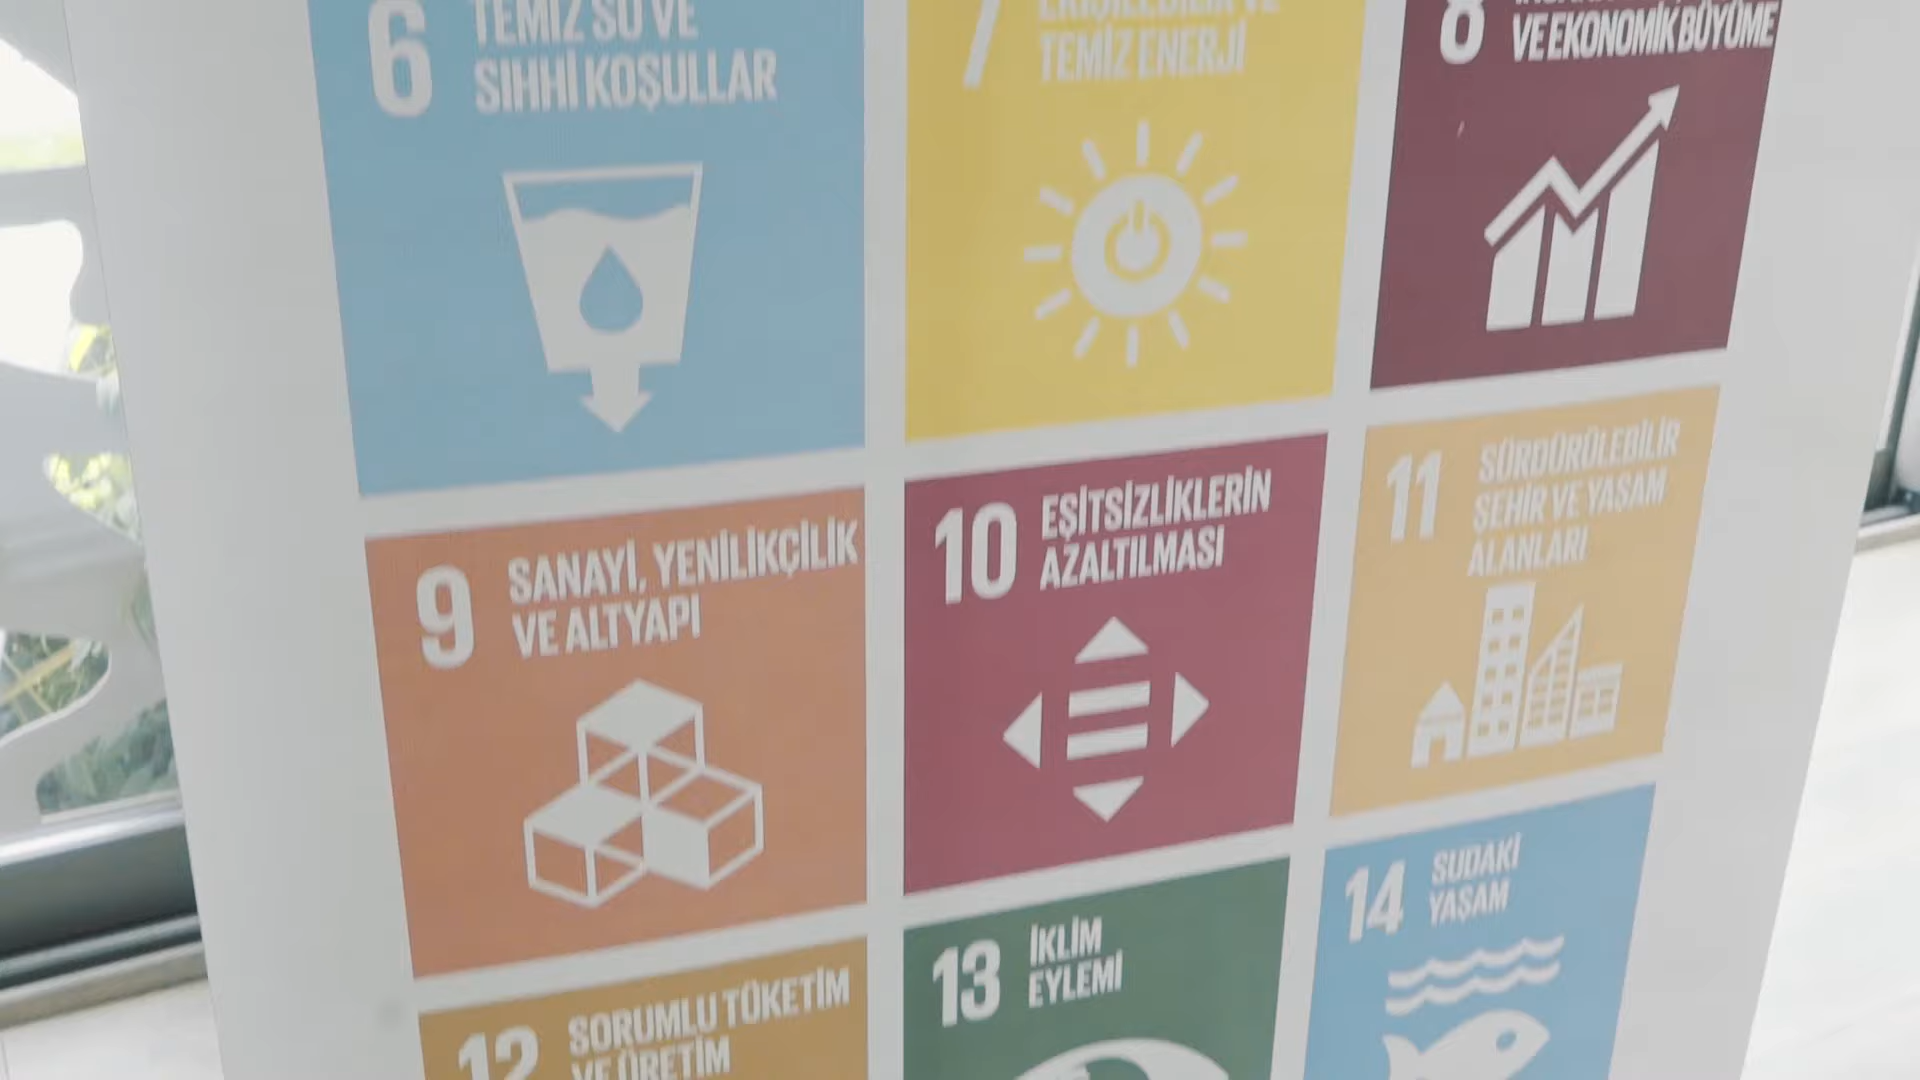 6
TEMİZ SU VE
SIHHİ KOŞULLAR
7
TEMİZ ENERJİ
8
VE EKONOMİK BÜYÜME
9
SANAYİ, YENİLİKÇİLİK
VE ALTYAPI
10
EŞİTSİZLİKLERİN
AZALTILMASI
11
SÜRDÜRÜLEBİLİR
ŞEHİR VE YAŞAM
ALANLARI
12
SORUMLU TÜKETİM
VE ÜRETİM
13
İKLİM
EYLEMİ
14
SUDAKİ
YAŞAM